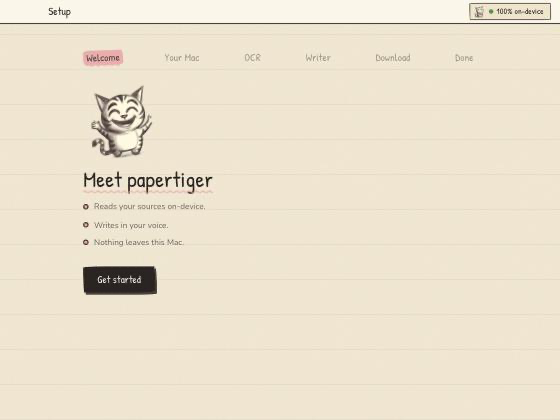 Setup
100% on-device
Welcome Your Mac OCR Writer Download Done
Meet papertiger
Reads your sources on-device.
Writes in your voice.
Nothing leaves this Mac.
Get started